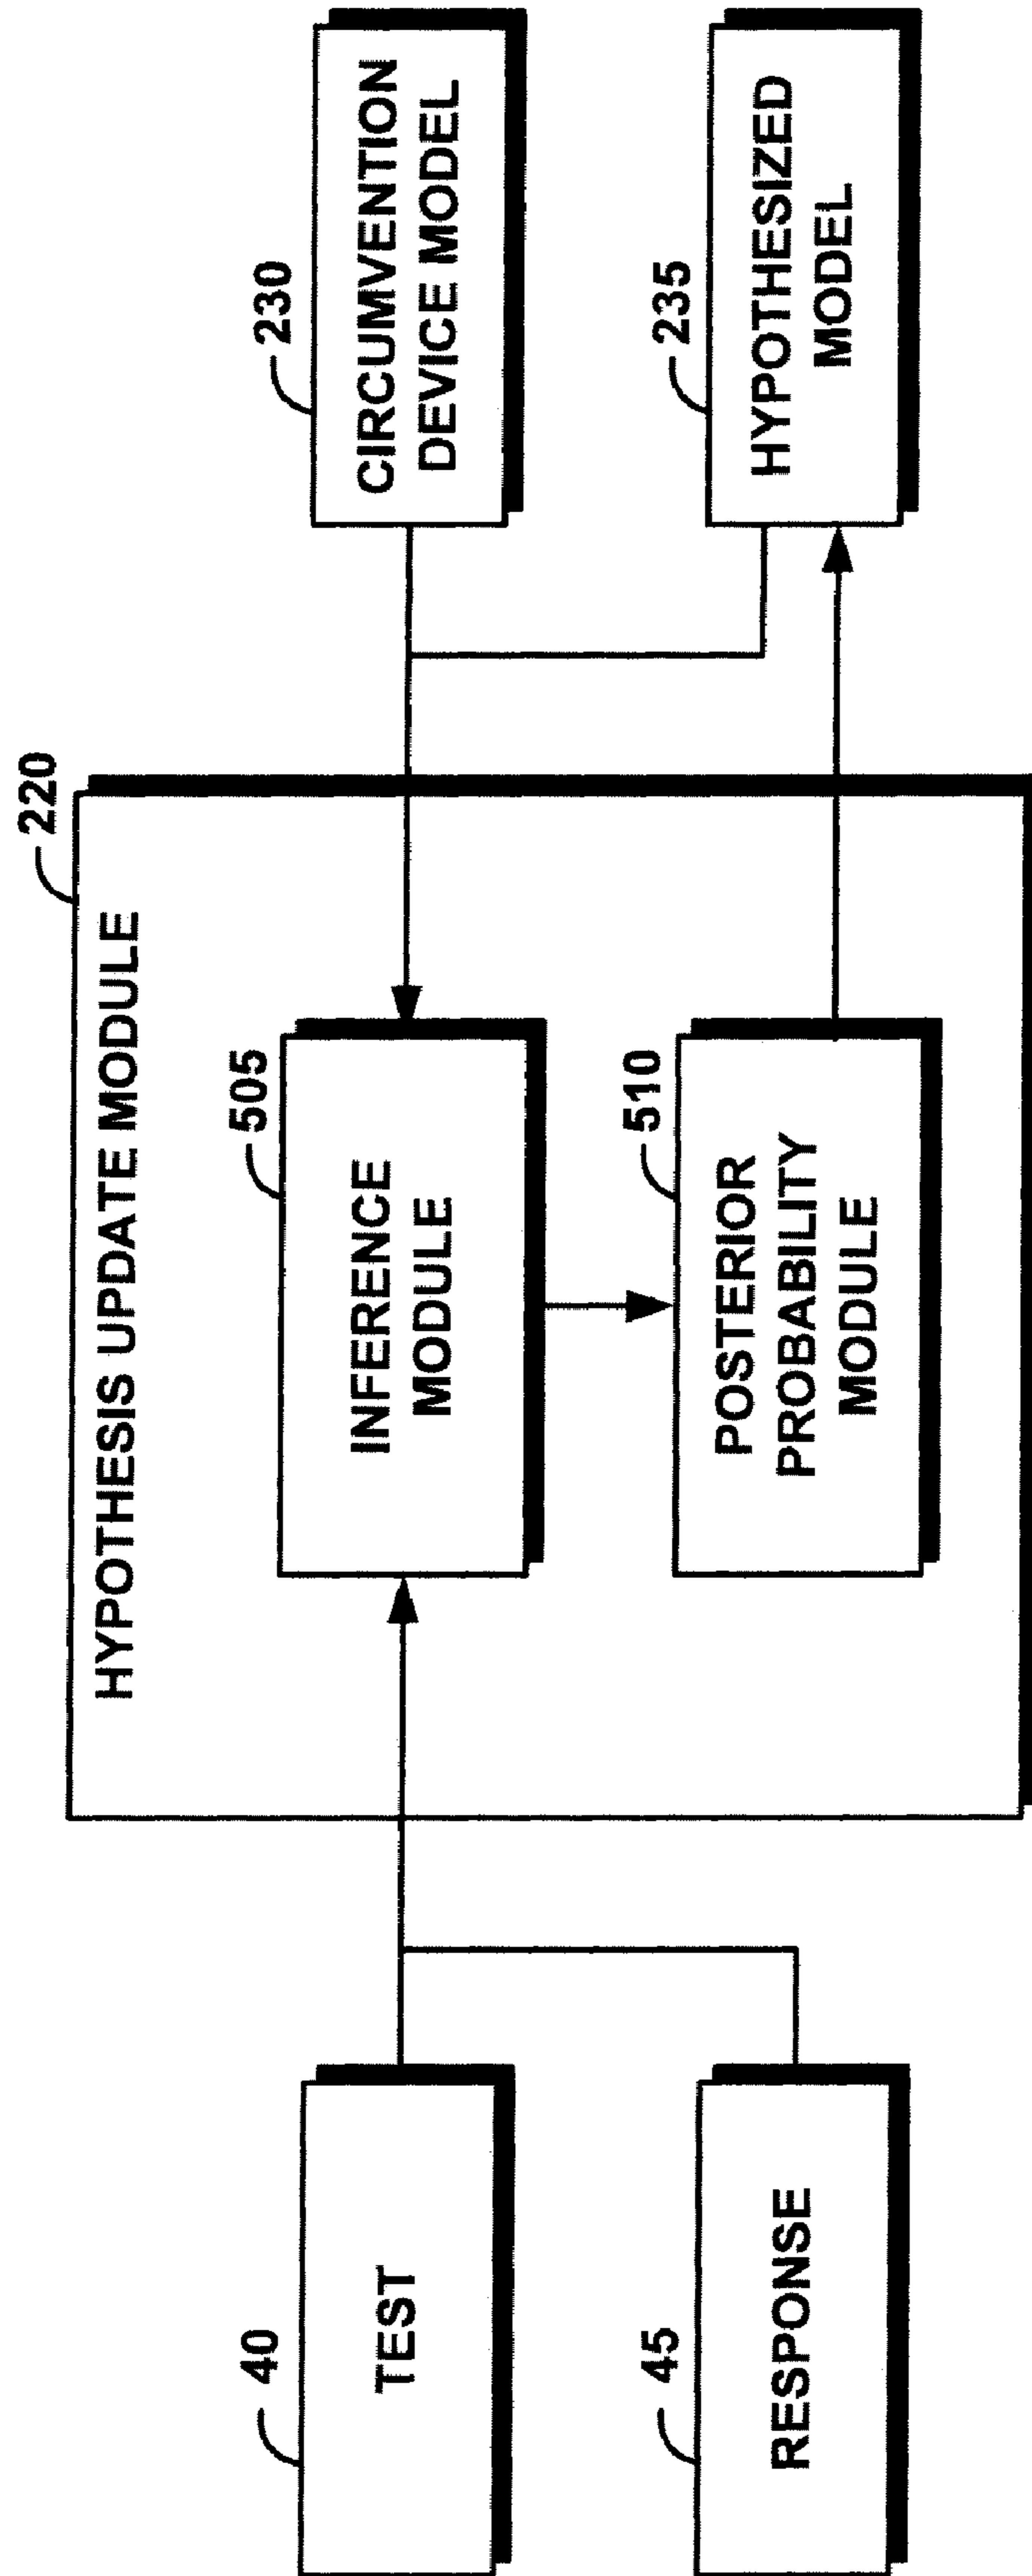 220
HYPOTHESIS UPDATE MODULE
40
TEST
505
INFERENCE
MODULE
230
CIRCUMVENTION
DEVICE MODEL
45
RESPONSE
510
POSTERIOR
PROBABILITY
MODULE
235
HYPOTHESIZED
MODEL